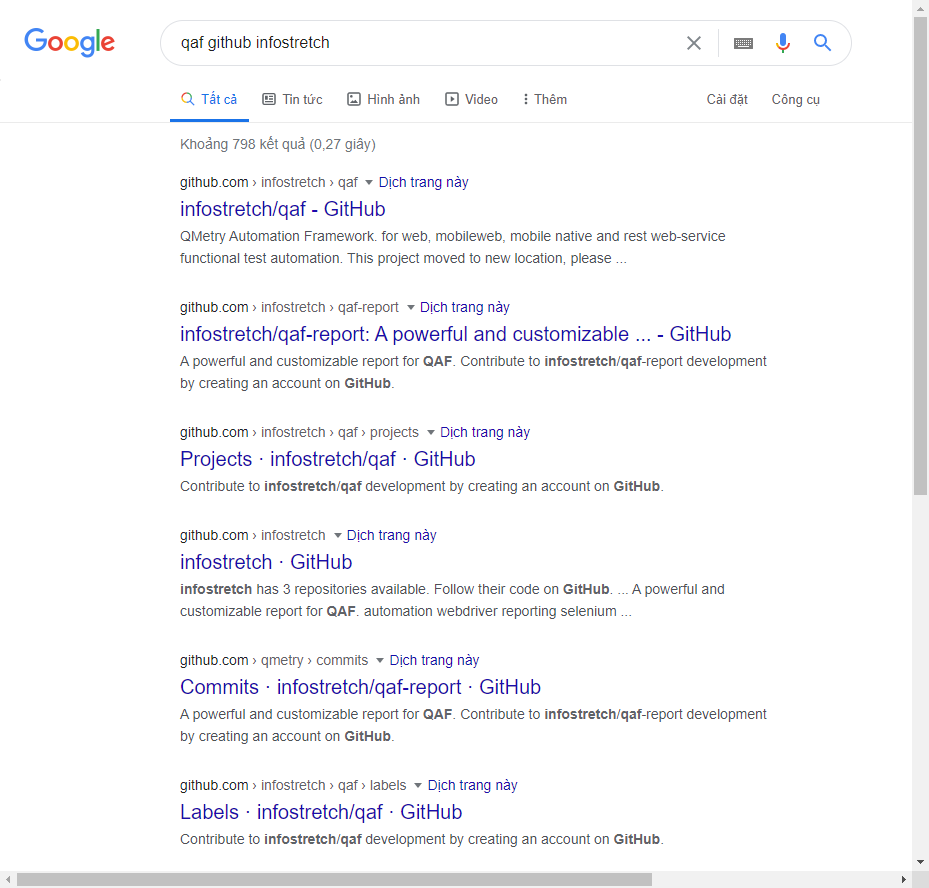 Google
qaf github infostretch
Tất cả Tin tức Hình ảnh Video Thêm Cài đặt Công cụ
Khoảng 798 kết quả (0,27 giây)
github.com › infostretch › qaf Dịch trang này
infostretch/qaf - GitHub
QMetry Automation Framework. for web, mobileweb, mobile native and rest web-service
functional test automation. This project moved to new location, please ...
github.com › infostretch › qaf-report Dịch trang này
infostretch/qaf-report: A powerful and customizable ... - GitHub
A powerful and customizable report for QAF. Contribute to infostretch/qaf-report development
by creating an account on GitHub.
github.com › infostretch › qaf › projects Dịch trang này
Projects · infostretch/qaf · GitHub
Contribute to infostretch/qaf development by creating an account on GitHub.
github.com › infostretch Dịch trang này
infostretch · GitHub
infostretch has 3 repositories available. Follow their code on GitHub. ... A powerful and
customizable report for QAF. automation webdriver reporting selenium ...
github.com › qmetry › commits Dịch trang này
Commits · infostretch/qaf-report · GitHub
A powerful and customizable report for QAF. Contribute to infostretch/qaf-report development
by creating an account on GitHub.
github.com › infostretch › qaf › labels Dịch trang này
Labels · infostretch/qaf · GitHub
Contribute to infostretch/qaf development by creating an account on GitHub.